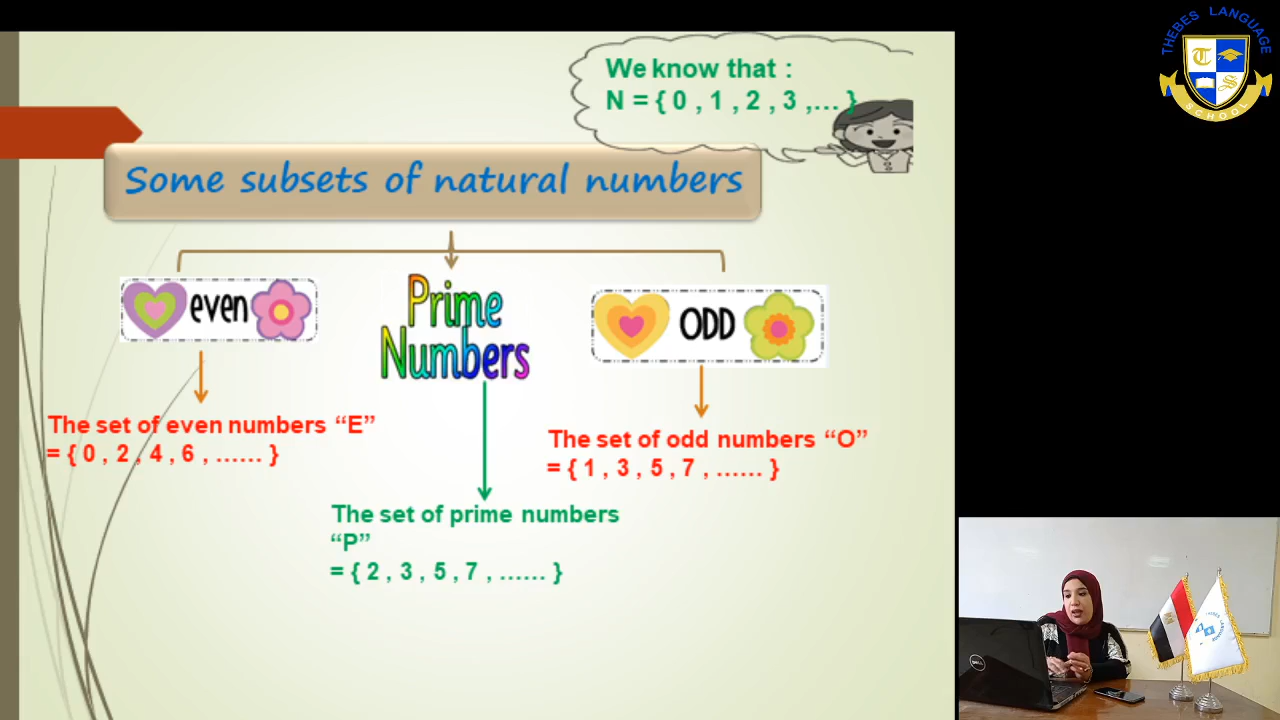 THEBES LANGUAGE
T
S
SCHOOL
We know that :
N = { 0 , 1 , 2 , 3 ,… }
Some subsets of natural numbers
even
Prime
Numbers
ODD
The set of even numbers “E”
= { 0 , 2 , 4 , 6 , …… }
The set of odd numbers “O”
= { 1 , 3 , 5 , 7 , …… }
The set of prime numbers
“P”
= { 2 , 3 , 5 , 7 , …… }
DELL